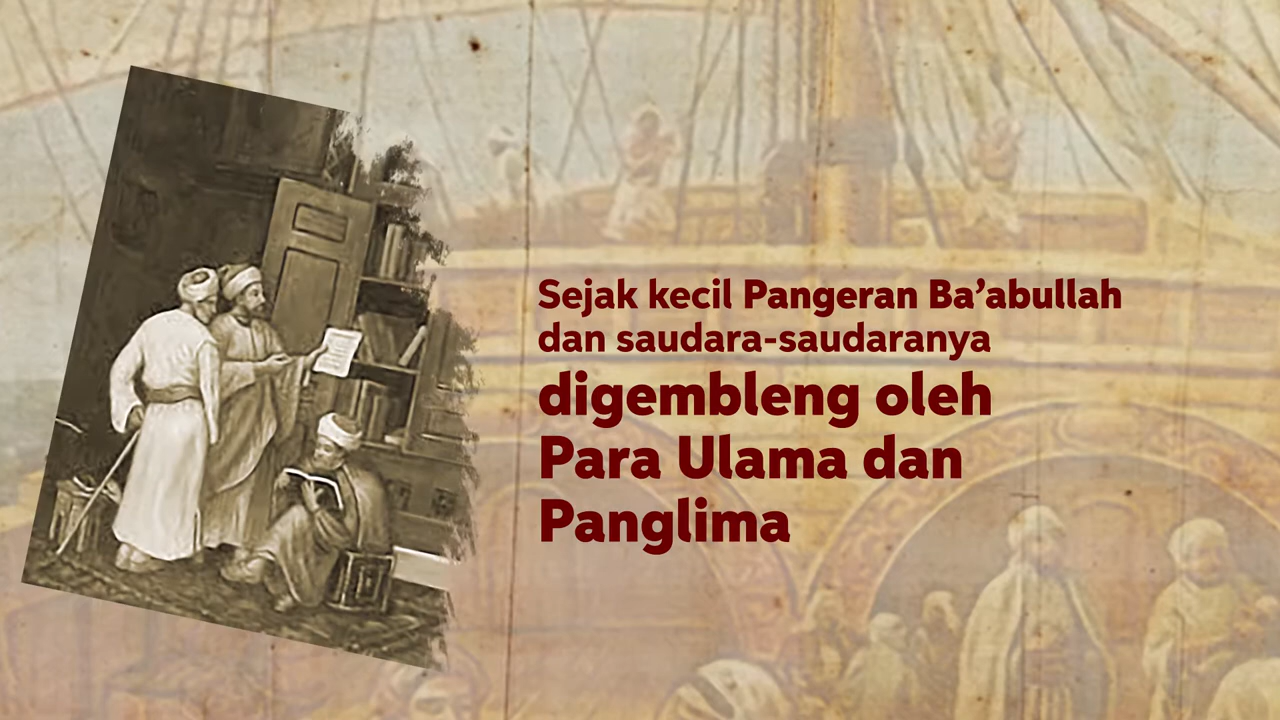 Sejak kecil Pangeran Ba’abullah
dan saudara-saudaranya
digembleng oleh
Para Ulama dan
Panglima